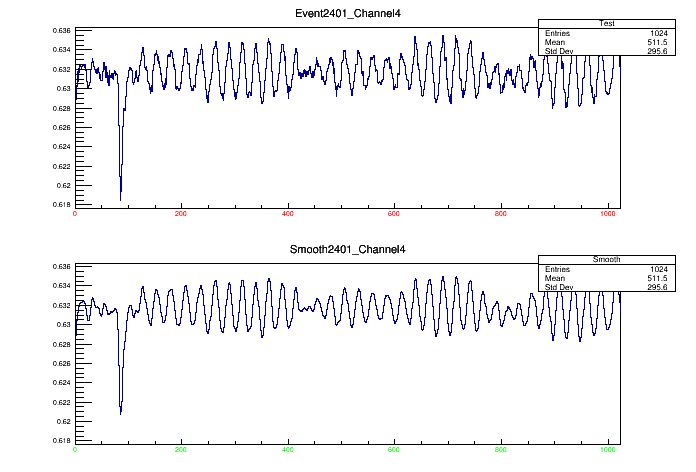 Event2401_Channel4
Test
Entries 1024
Mean 511.5
Std Dev 295.6
0.636
0.634
0.632
0.63
0.628
0.626
0.624
0.622
0.62
0.618
0 200 400 600 800 1000
Smooth2401_Channel4
Smooth
Entries 1024
Mean 511.5
Std Dev 295.6
0.636
0.634
0.632
0.63
0.628
0.626
0.624
0.622
0.62
0.618
0 200 400 600 800 1000